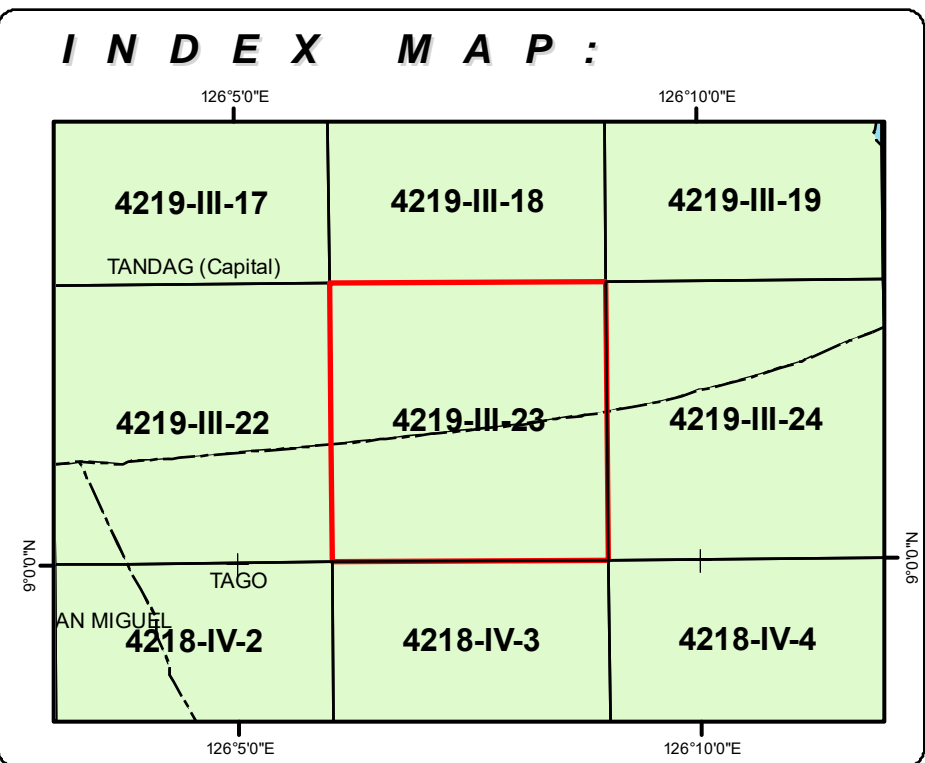 INDEX MAP:
126°5'0"E 126°10'0"E
4219-III-17 4219-III-18 4219-III-19
TANDAG (Capital)
4219-III-22 4219-III-23 4219-III-24
9°0'0"N 9°0'0"N
TAGO
AN MIGUEL
4218-IV-2 4218-IV-3 4218-IV-4
126°5'0"E 126°10'0"E